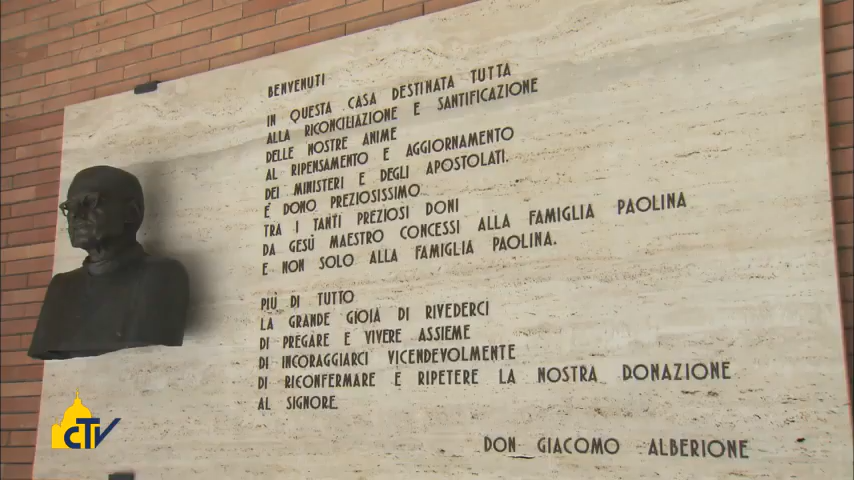 BENVENUTI
IN QUESTA CASA DESTINATA TUTTA
ALLA RICONCILIAZIONE E SANTIFICAZIONE
DELLE NOSTRE ANIME
AL RIPENSAMENTO E AGGIORNAMENTO
DEI MINISTERI E DEGLI APOSTOLATI.
E' DONO PREZIOSISSIMO
TRA I TANTI PREZIOSI DONI
DA GESÙ MAESTRO CONCESSI ALLA FAMIGLIA PAOLINA
E NON SOLO ALLA FAMIGLIA PAOLINA.
PIÙ DI TUTTO
LA GRANDE GIOIA DI RIVEDERCI
DI PREGARE E VIVERE ASSIEME
DI INCORAGGIARCI VICENDEVOLMENTE
DI RICONFERMARE E RIPETERE LA NOSTRA DONAZIONE
AL SIGNORE.
DON GIACOMO ALBERIONE
CTV